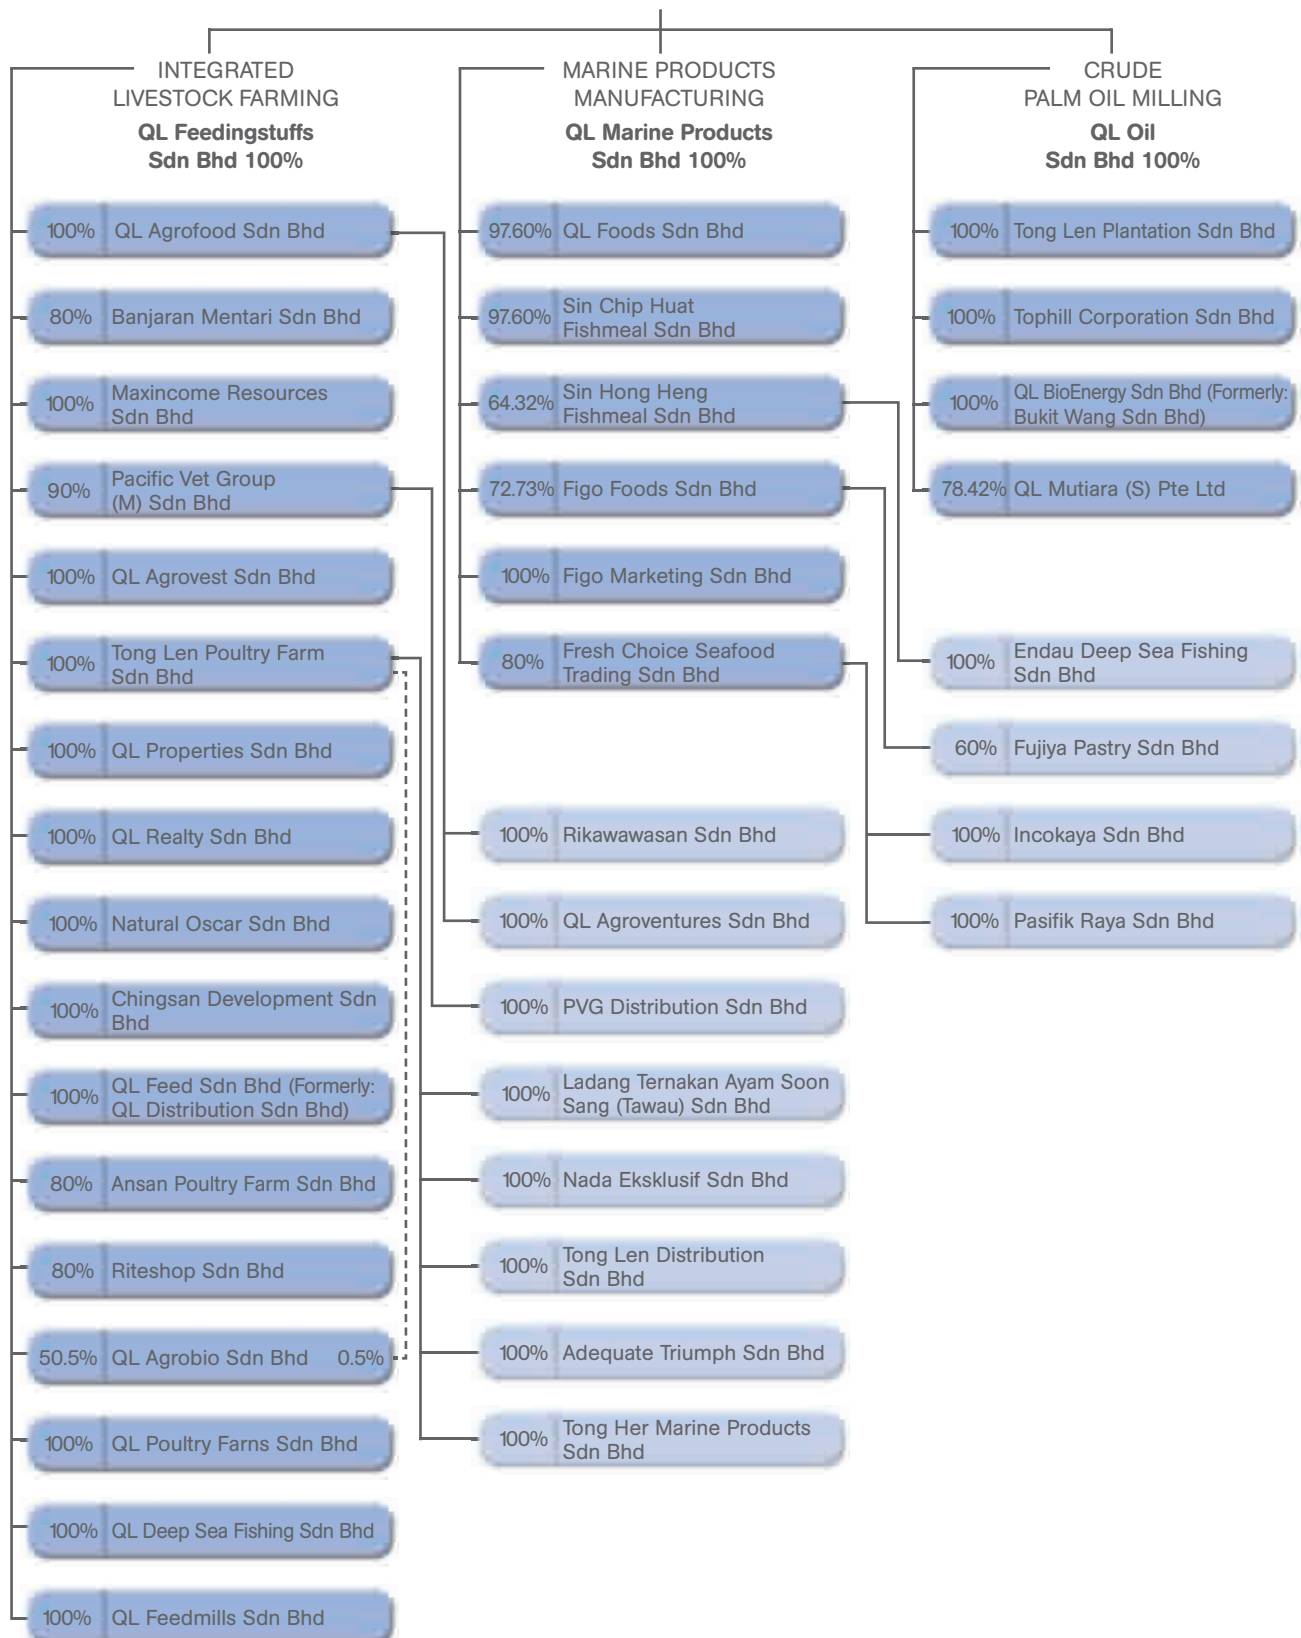 INTEGRATED
LIVESTOCK FARMING
QL Feedingstuffs
Sdn Bhd 100%
100% QL Agrofood Sdn Bhd
80% Banjaran Mentari Sdn Bhd
100% Maxincome Resources
Sdn Bhd
90% Pacific Vet Group
(M) Sdn Bhd
100% QL Agrovest Sdn Bhd
100% Tong Len Poultry Farm
Sdn Bhd
100% QL Properties Sdn Bhd
100% QL Realty Sdn Bhd
100% Natural Oscar Sdn Bhd
100% Chingsan Development Sdn
Bhd
100% QL Feed Sdn Bhd (Formerly:
QL Distribution Sdn Bhd)
80% Ansan Poultry Farm Sdn Bhd
80% Riteshop Sdn Bhd
50.5% QL Agrobio Sdn Bhd 0.5%
100% QL Poultry Farns Sdn Bhd
100% QL Deep Sea Fishing Sdn Bhd
100% QL Feedmills Sdn Bhd
MARINE PRODUCTS
MANUFACTURING
QL Marine Products
Sdn Bhd 100%
97.60% QL Foods Sdn Bhd
97.60% Sin Chip Huat
Fishmeal Sdn Bhd
64.32% Sin Hong Heng
Fishmeal Sdn Bhd
72.73% Figo Foods Sdn Bhd
100% Figo Marketing Sdn Bhd
80% Fresh Choice Seafood
Trading Sdn Bhd
100% Rikawawasan Sdn Bhd
100% QL Agroventures Sdn Bhd
100% PVG Distribution Sdn Bhd
100% Ladang Ternakan Ayam Soon
Sang (Tawau) Sdn Bhd
100% Nada Eksklusif Sdn Bhd
100% Tong Len Distribution
Sdn Bhd
100% Adequate Triumph Sdn Bhd
100% Tong Her Marine Products
Sdn Bhd
CRUDE
PALM OIL MILLING
QL Oil
Sdn Bhd 100%
100% Tong Len Plantation Sdn Bhd
100% Tophill Corporation Sdn Bhd
100% QL BioEnergy Sdn Bhd (Formerly:
Bukit Wang Sdn Bhd)
78.42% QL Mutiara (S) Pte Ltd
100% Endau Deep Sea Fishing
Sdn Bhd
60% Fujiya Pastry Sdn Bhd
100% Incokaya Sdn Bhd
100% Pasifik Raya Sdn Bhd